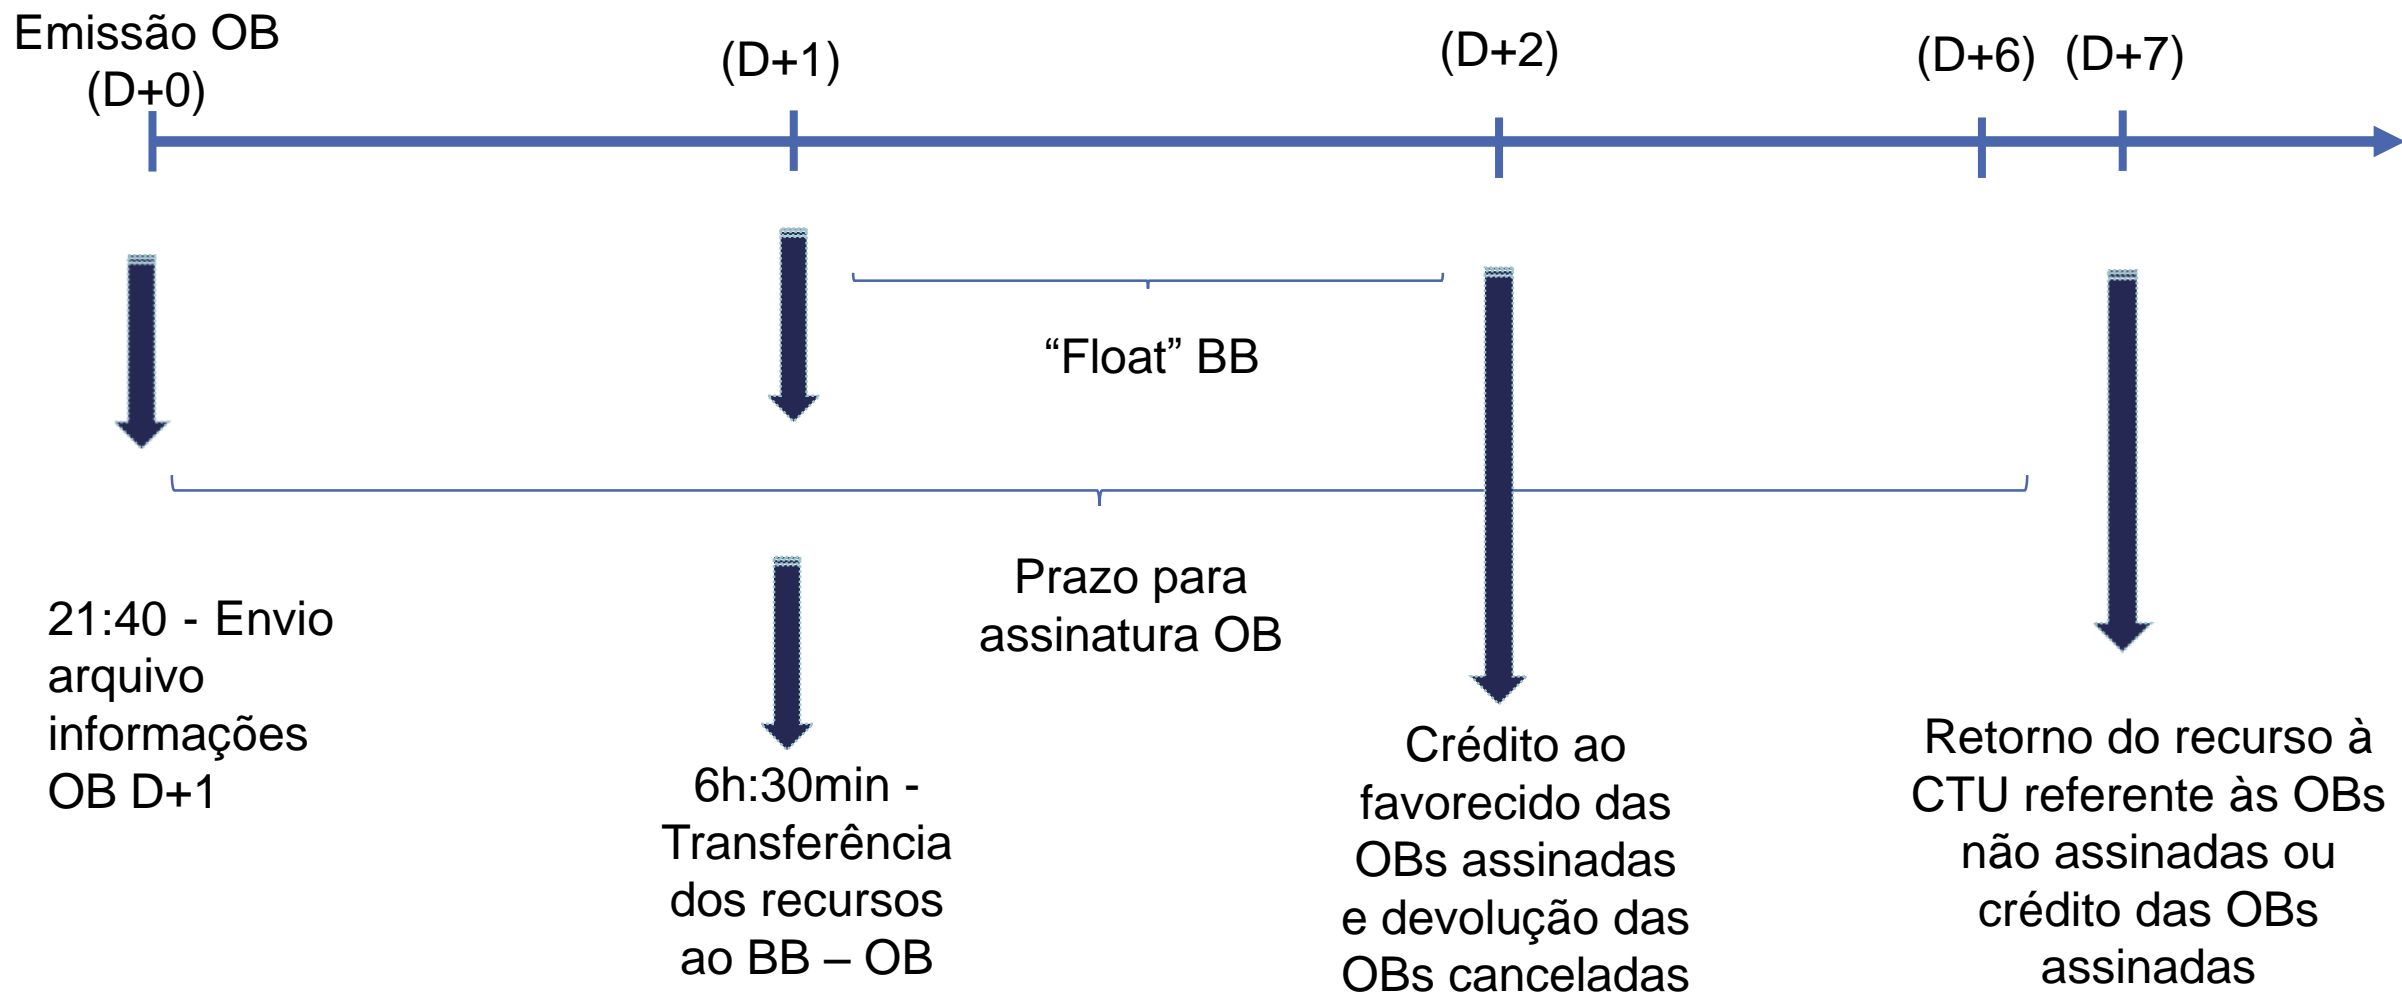 Emissão OB
(D+0)
(D+1)
(D+2)
(D+6)
(D+7)
“Float” BB
Prazo para
assinatura OB
21:40 - Envio
arquivo
informações
OB D+1
6h:30min -
Transferência
dos recursos
ao BB – OB
Crédito ao
favorecido das
OBs assinadas
e devolução das
OBs canceladas
Retorno do recurso à
CTU referente às OBs
não assinadas ou
crédito das OBs
assinadas